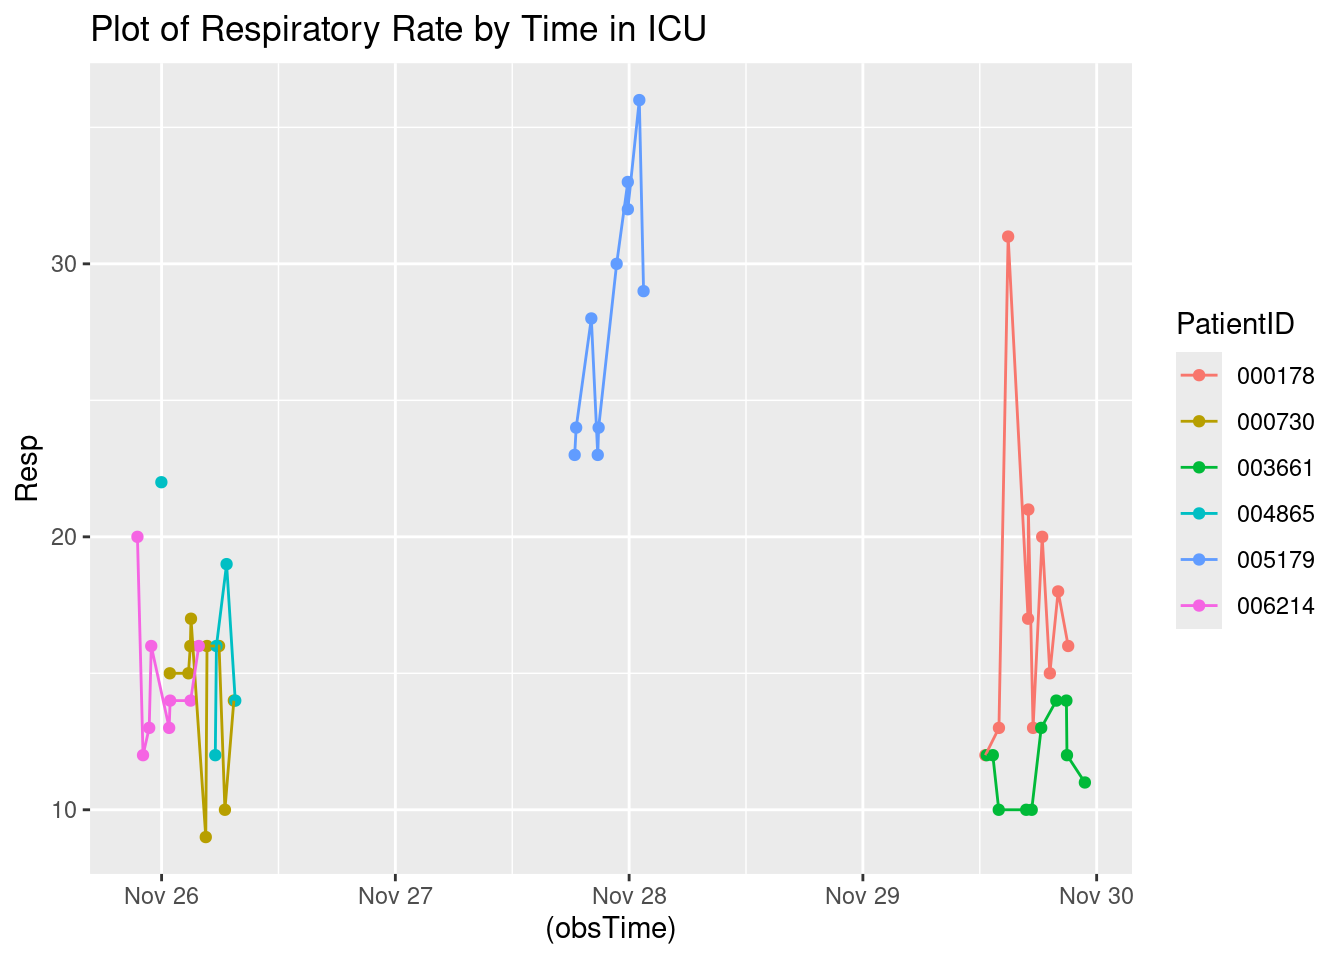 Plot of Respiratory Rate by Time in ICU
Resp
30
20
10
Nov 26
Nov 27
Nov 28
Nov 29
Nov 30
(obsTime)
PatientID
000178
000730
003661
004865
005179
006214